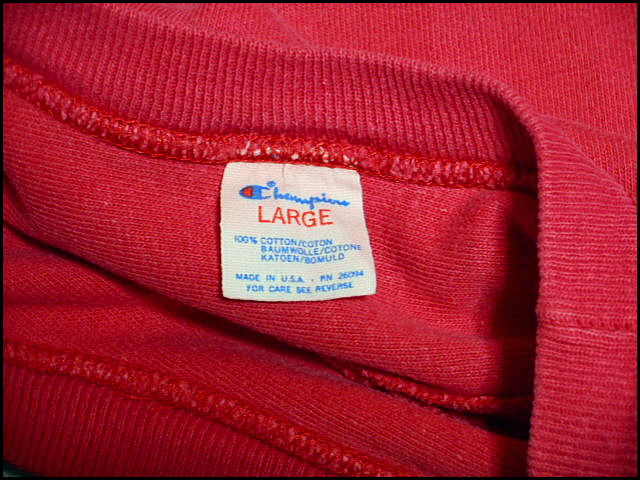 Champion
LARGE
100% COTTON/COTON
BAUMWOLLE/COTONE
KATOEN/BOMULD
MADE IN U.S.A. · RN 26094
FOR CARE SEE REVERSE